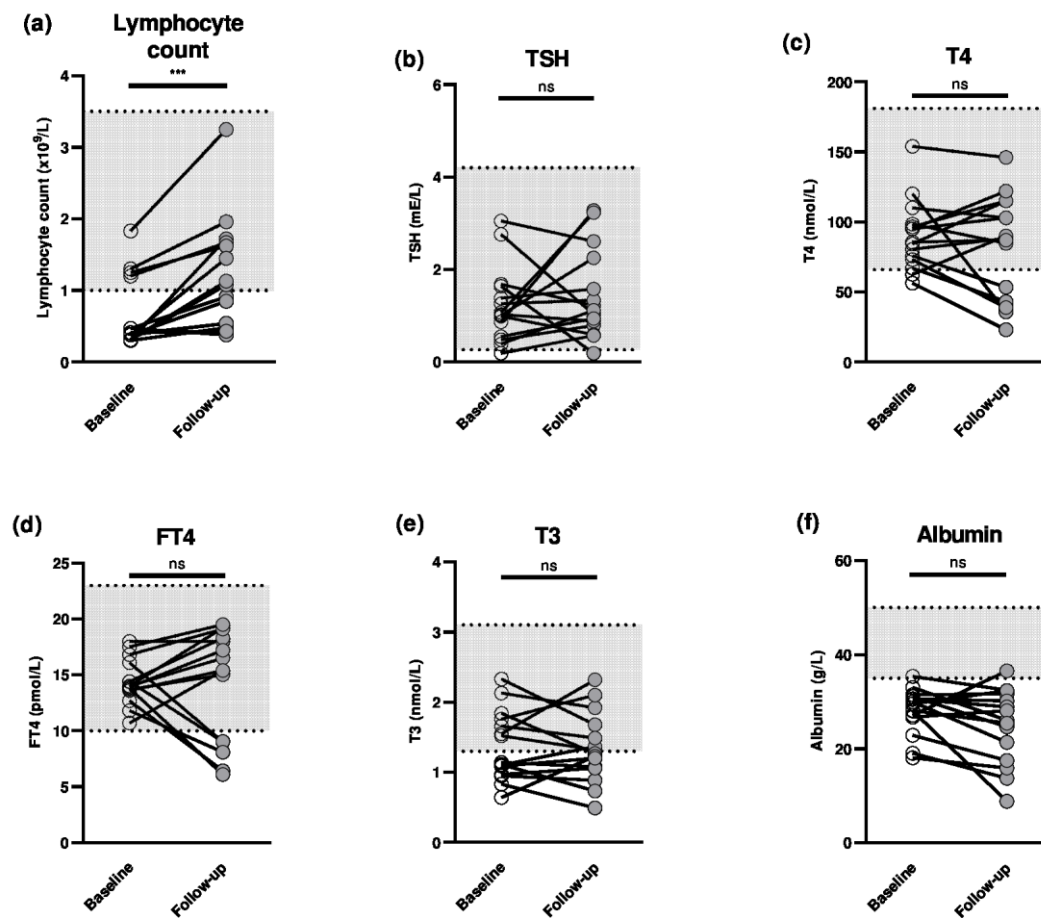 (a)
Lymphocyte
count
***
4
3
2
1
0
Lymphocyte count (x10⁹/L)
Baseline
Follow-up
(b)
TSH
ns
6
4
2
0
TSH (mE/L)
Baseline
Follow-up
(c)
T4
ns
200
150
100
50
0
T4 (nmol/L)
Baseline
Follow-up
(d)
FT4
ns
25
20
15
10
5
0
FT4 (pmol/L)
Baseline
Follow-up
(e)
T3
ns
4
3
2
1
0
T3 (nmol/L)
Baseline
Follow-up
(f)
Albumin
ns
60
40
20
0
Albumin (g/L)
Baseline
Follow-up